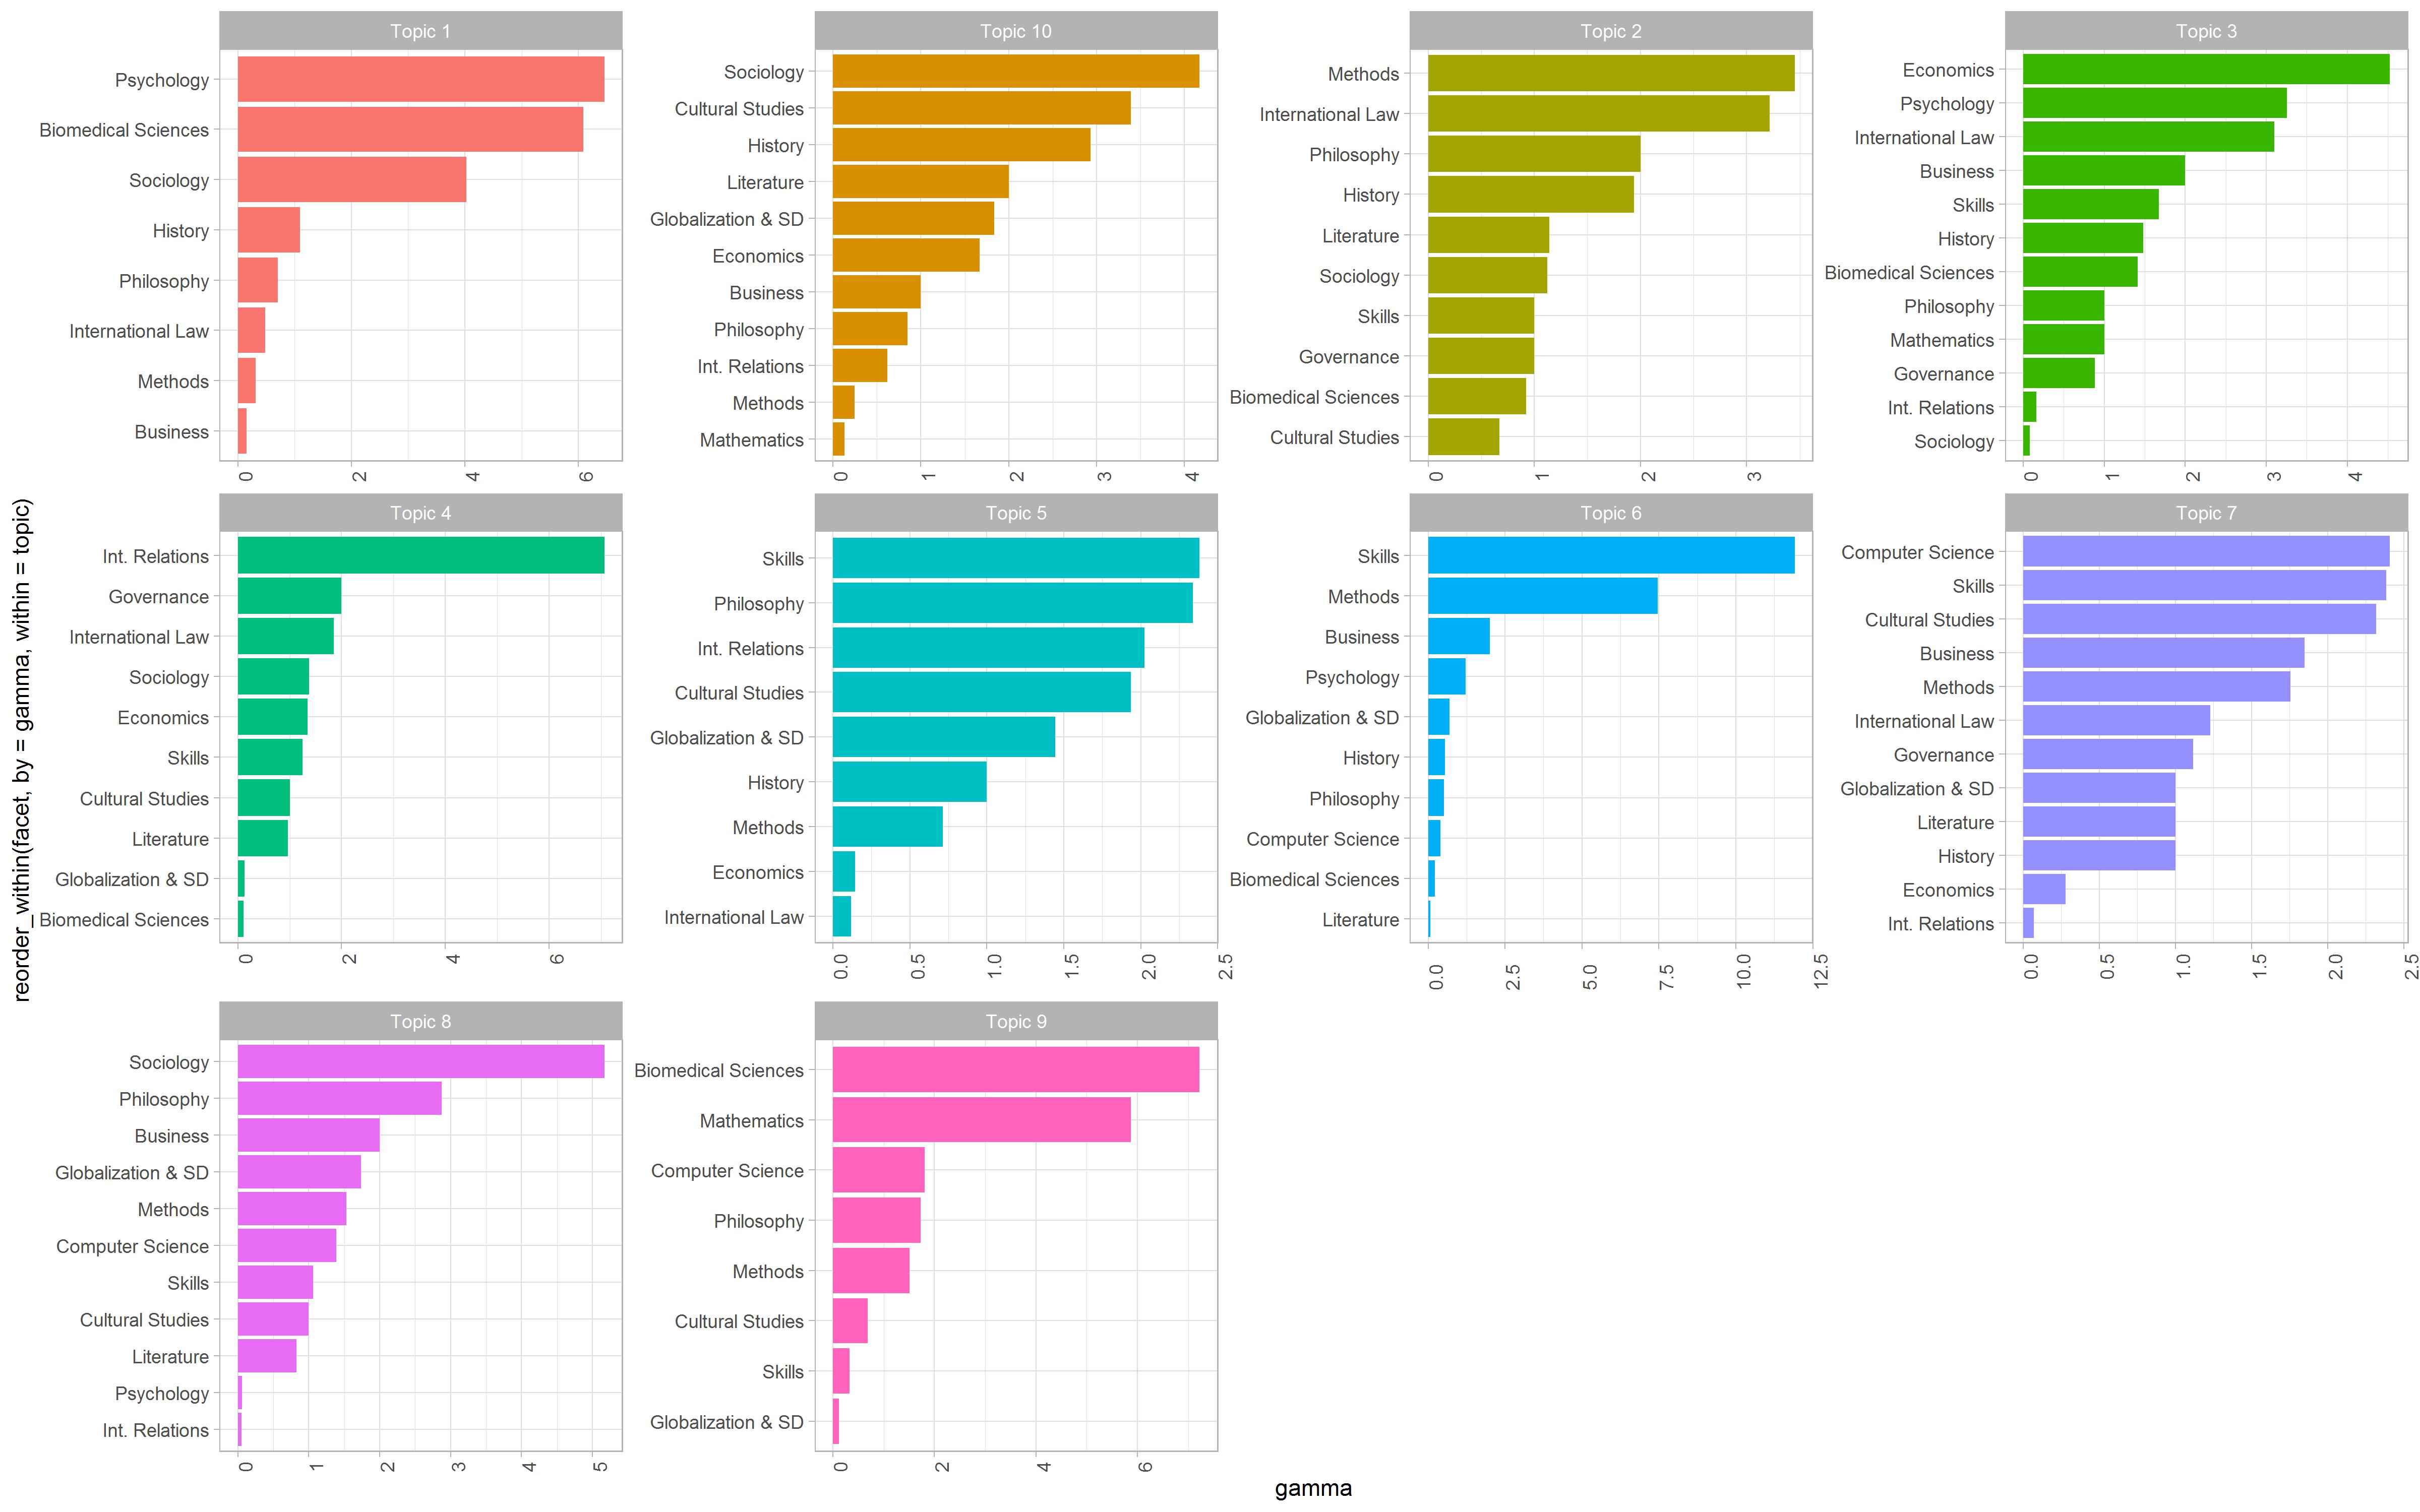 Topic 1
Psychology
Biomedical Sciences
Sociology
History
Philosophy
International Law
Methods
Business
0 2 4 6
Topic 10
Sociology
Cultural Studies
History
Literature
Globalization & SD
Economics
Business
Philosophy
Int. Relations
Methods
Mathematics
0 1 2 3 4
Topic 2
Methods
International Law
Philosophy
History
Literature
Sociology
Skills
Governance
Biomedical Sciences
Cultural Studies
0 1 2 3
Topic 3
Economics
Psychology
International Law
Business
Skills
History
Biomedical Sciences
Philosophy
Mathematics
Governance
Int. Relations
Sociology
0 1 2 3 4
reorder_within(facet, by = gamma, within = topic)
Topic 4
Int. Relations
Governance
International Law
Sociology
Economics
Skills
Cultural Studies
Literature
Globalization & SD
Biomedical Sciences
0 2 4 6
Topic 5
Skills
Philosophy
Int. Relations
Cultural Studies
Globalization & SD
History
Methods
Economics
International Law
0.0 0.5 1.0 1.5 2.0 2.5
Topic 6
Skills
Methods
Business
Psychology
Globalization & SD
History
Philosophy
Computer Science
Biomedical Sciences
Literature
0.0 2.5 5.0 7.5 10.0 12.5
Topic 7
Computer Science
Skills
Cultural Studies
Business
Methods
International Law
Governance
Globalization & SD
Literature
History
Economics
Int. Relations
0.0 0.5 1.0 1.5 2.0 2.5
Topic 8
Sociology
Philosophy
Business
Globalization & SD
Methods
Computer Science
Skills
Cultural Studies
Literature
Psychology
Int. Relations
0 1 2 3 4 5
Topic 9
Biomedical Sciences
Mathematics
Computer Science
Philosophy
Methods
Cultural Studies
Skills
Globalization & SD
0 2 4 6
gamma